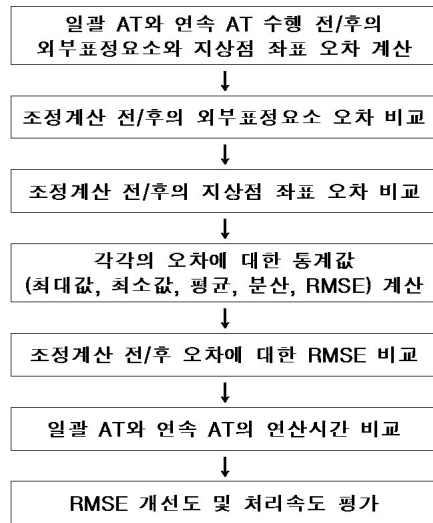 일괄 AT와 연속 AT 수행 전/후의
외부표정요소와 지상점 좌표 오차 계산
조정계산 전/후의 외부표정요소 오차 비교
조정계산 전/후의 지상점 좌표 오차 비교
각각의 오차에 대한 통계값
(최대값, 최소값, 평균, 분산, RMSE) 계산
조정계산 전/후 오차에 대한 RMSE 비교
일괄 AT와 연속 AT의 연산시간 비교
RMSE 개선도 및 처리속도 평가